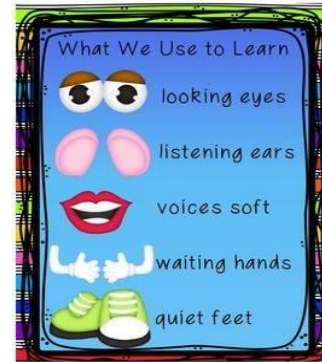 What We Use to Learn
looking eyes
listening ears
voices soft
waiting hands
quiet feet